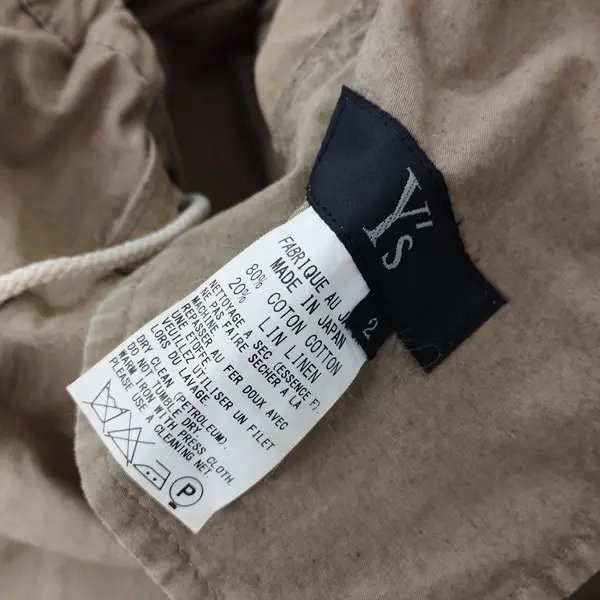 Y's
2
FABRIQUE AU JA
MADE IN JAPAN
80% COTON COTTON
20% LIN LINEN
NETTOYAGE A SEC (ESSENCE F).
NE PAS FAIRE SECHER A LA
MACHINE.
REPASSER AU FER DOUX AVEC
UNE ETOFFE.
VEUILLEZ UTILISER UN FILET
LORS DU LAVAGE.
DRY CLEAN (PETROLEUM).
DO NOT TUMBLE DRY.
WARM IRON WITH PRESS CLOTH.
PLEASE USE A CLEANING NET
P